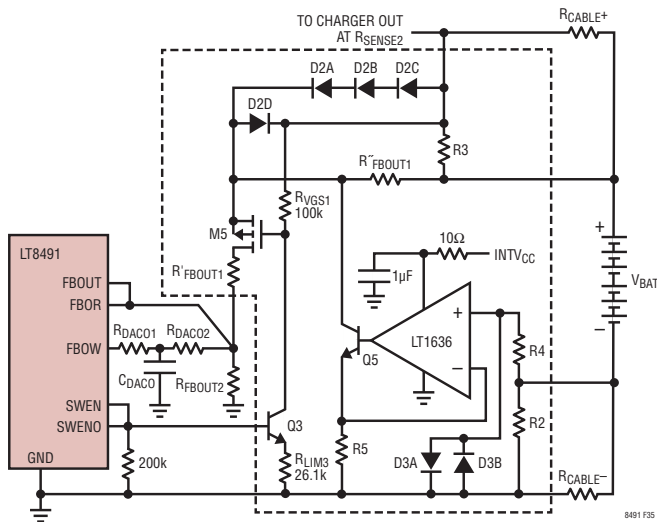 TO CHARGER OUT
AT RSENSE2
RCABLE+
D2A
D2B
D2C
D2D
R3
R˝FBOUT1
RVGS1
100k
M5
10Ω
INTVCC
+
VBAT
–
1µF
LT8491
FBOUT
FBOR
FBOW
SWEN
SWENO
GND
R'FBOUT1
RDACO1
RDACO2
CDACO
RFBOUT2
+
LT1636
–
Q5
R4
R2
Q3
R5
D3A
D3B
RLIM3
26.1k
200k
RCABLE–
8491 F35